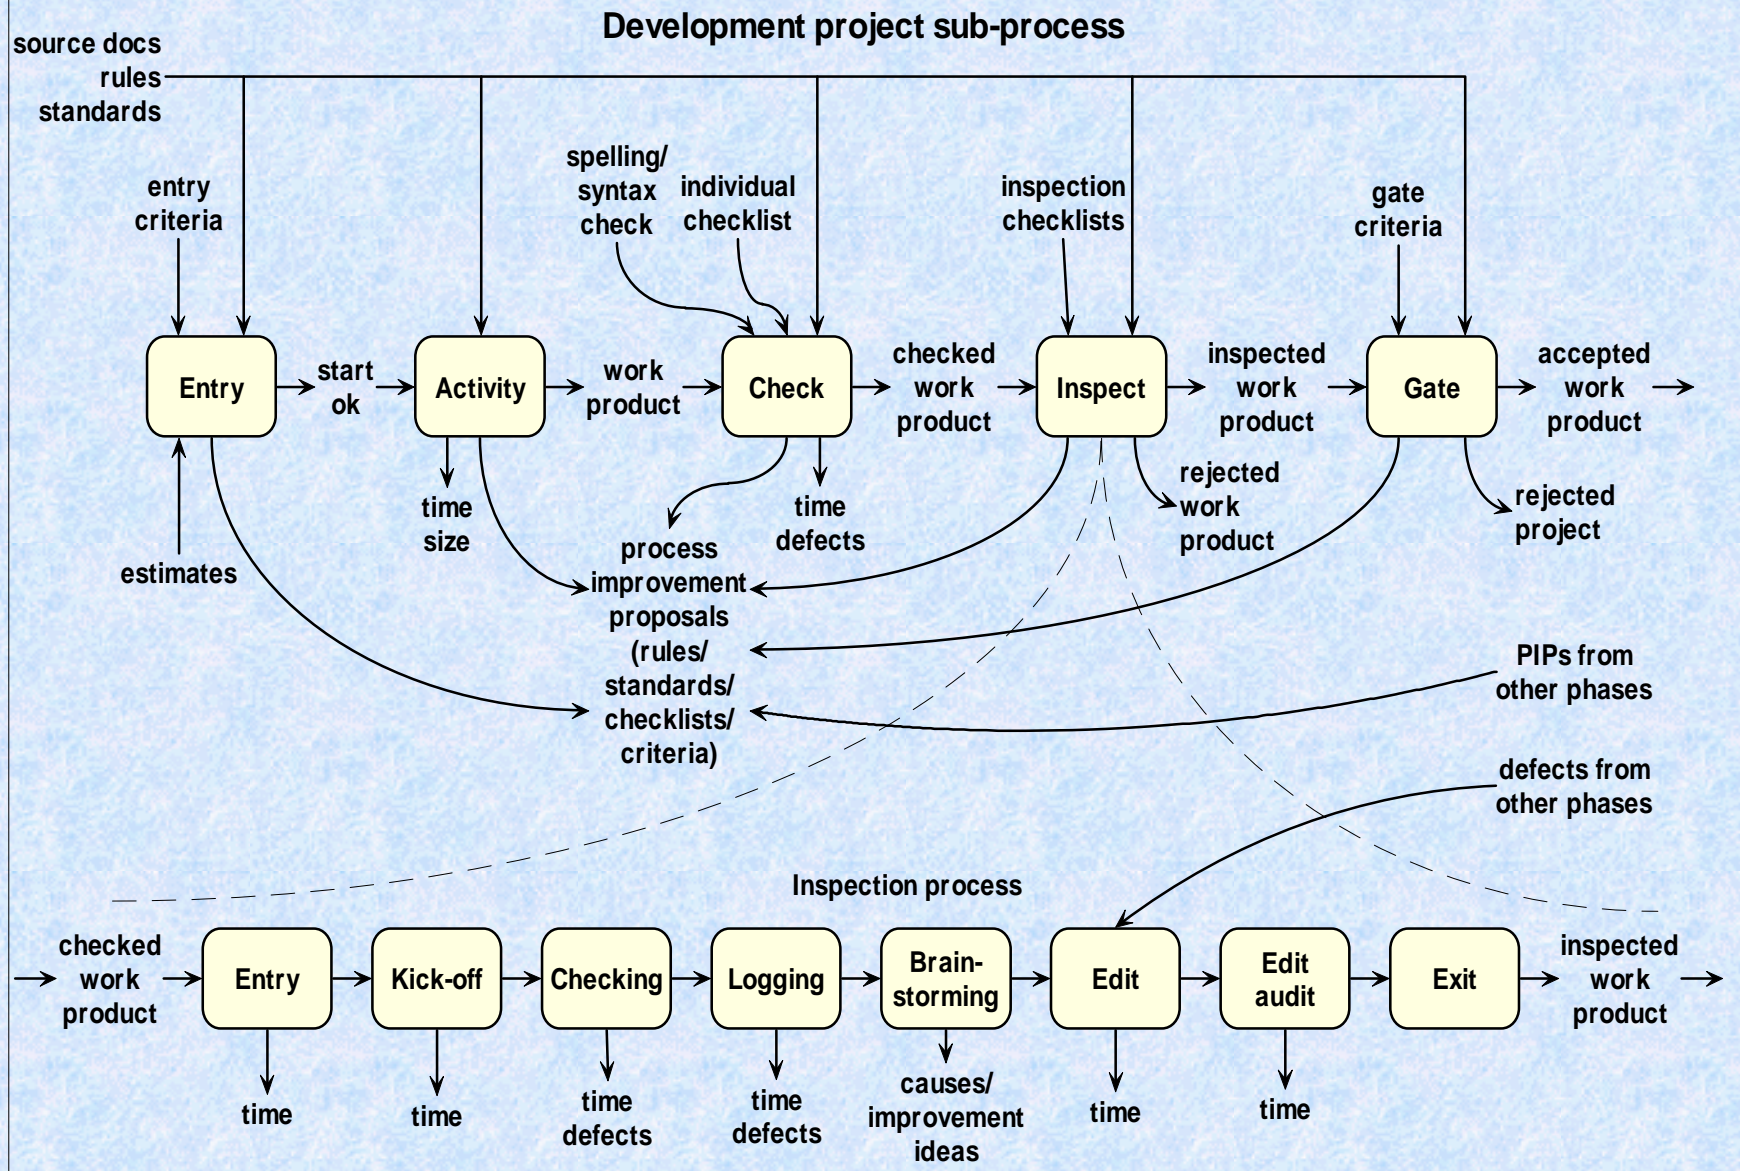 Development project sub-process
source docs
rules
standards
entry
criteria
spelling/
syntax
check
individual
checklist
inspection
checklists
gate
criteria
Entry
start
ok
Activity
work
product
Check
checked
work
product
Inspect
inspected
work
product
Gate
accepted
work
product
estimates
time
size
time
defects
rejected
work
product
rejected
project
process
improvement
proposals
(rules/
standards/
checklists/
criteria)
PIPs from
other phases
defects from
other phases
Inspection process
checked
work
product
Entry
Kick-off
Checking
Logging
Brain-
storming
Edit
Edit
audit
Exit
inspected
work
product
time
time
time
defects
time
defects
causes/
improvement
ideas
time
time